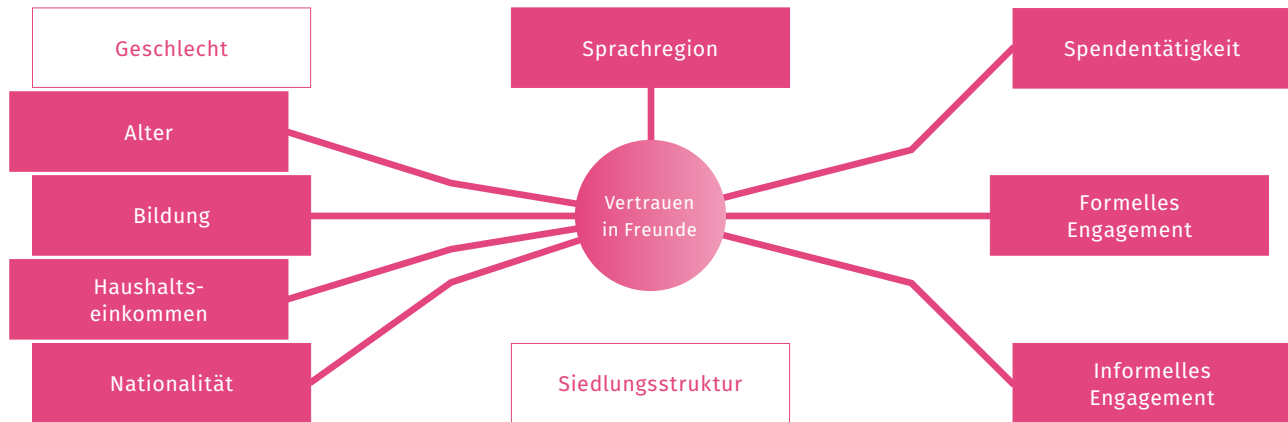 Geschlecht
Alter
Bildung
Haushalts-
einkommen
Nationalität
Sprachregion
Vertrauen
in Freunde
Siedlungsstruktur
Spendentätigkeit
Formelles
Engagement
Informelles
Engagement